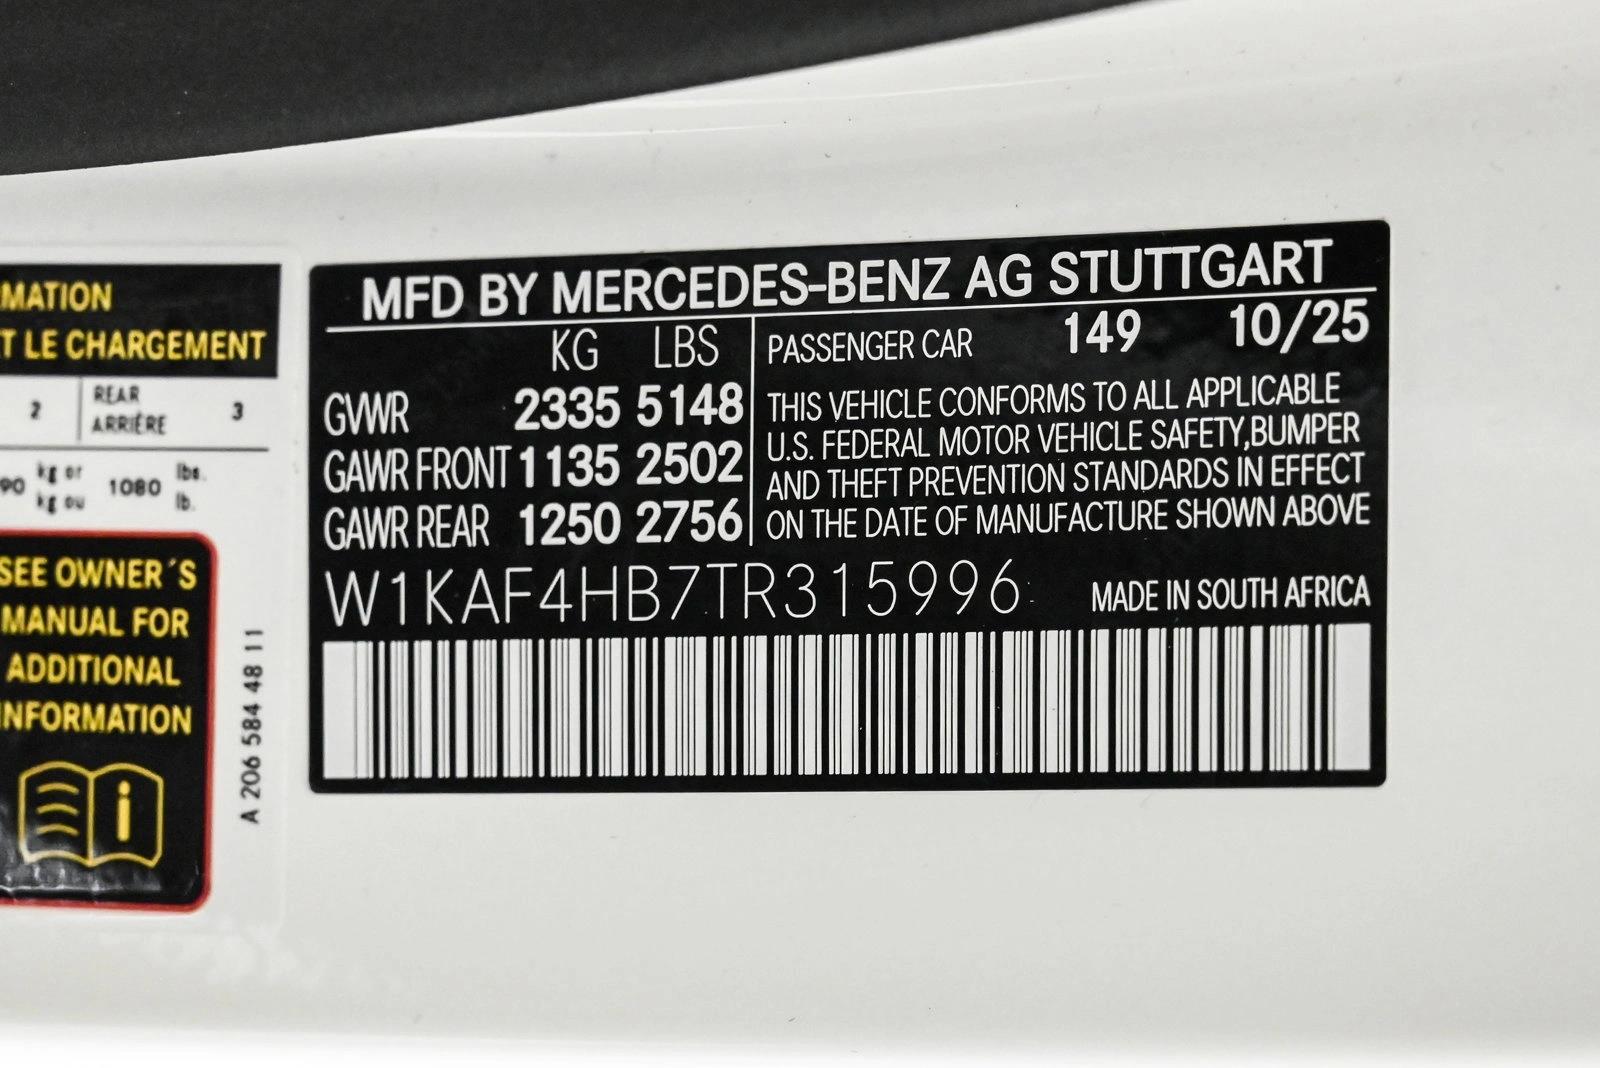 MATION
LE CHARGEMENT
2 REAR ARRIÈRE 3
90 kg or kg ou 1080 lbs. lb.
SEE OWNER´S
MANUAL FOR
ADDITIONAL
INFORMATION
i
A 206 584 48 11
MFD BY MERCEDES-BENZ AG STUTTGART
KG LBS
GVWR 2335 5148
GAWR FRONT 1135 2502
GAWR REAR 1250 2756
PASSENGER CAR 149 10/25
THIS VEHICLE CONFORMS TO ALL APPLICABLE
U.S. FEDERAL MOTOR VEHICLE SAFETY,BUMPER
AND THEFT PREVENTION STANDARDS IN EFFECT
ON THE DATE OF MANUFACTURE SHOWN ABOVE
W1KAF4HB7TR315996
MADE IN SOUTH AFRICA